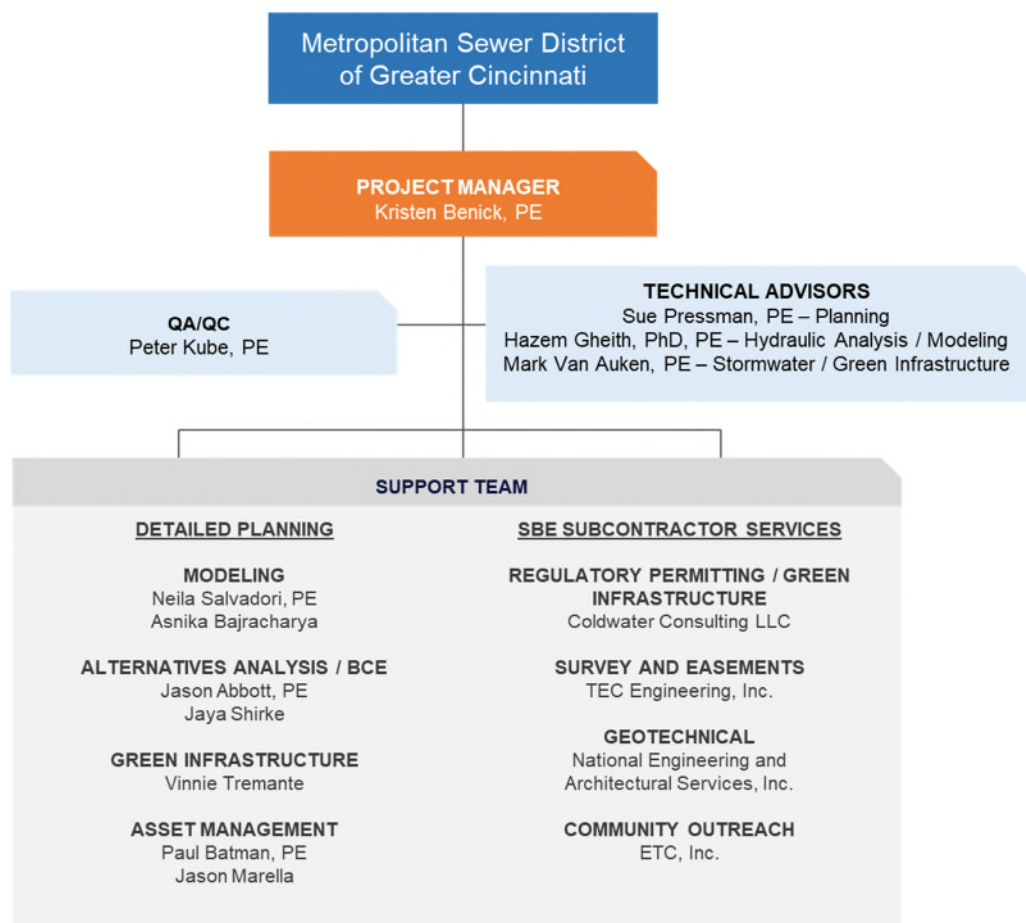 Metropolitan Sewer District
of Greater Cincinnati
PROJECT MANAGER
Kristen Benick, PE
QA/QC
Peter Kube, PE
TECHNICAL ADVISORS
Sue Pressman, PE – Planning
Hazem Gheith, PhD, PE – Hydraulic Analysis / Modeling
Mark Van Auken, PE – Stormwater / Green Infrastructure
SUPPORT TEAM
DETAILED PLANNING
MODELING
Neila Salvadori, PE
Asnika Bajracharya
ALTERNATIVES ANALYSIS / BCE
Jason Abbott, PE
Jaya Shirke
GREEN INFRASTRUCTURE
Vinnie Tremante
ASSET MANAGEMENT
Paul Batman, PE
Jason Marella
SBE SUBCONTRACTOR SERVICES
REGULATORY PERMITTING / GREEN
INFRASTRUCTURE
Coldwater Consulting LLC
SURVEY AND EASEMENTS
TEC Engineering, Inc.
GEOTECHNICAL
National Engineering and
Architectural Services, Inc.
COMMUNITY OUTREACH
ETC, Inc.